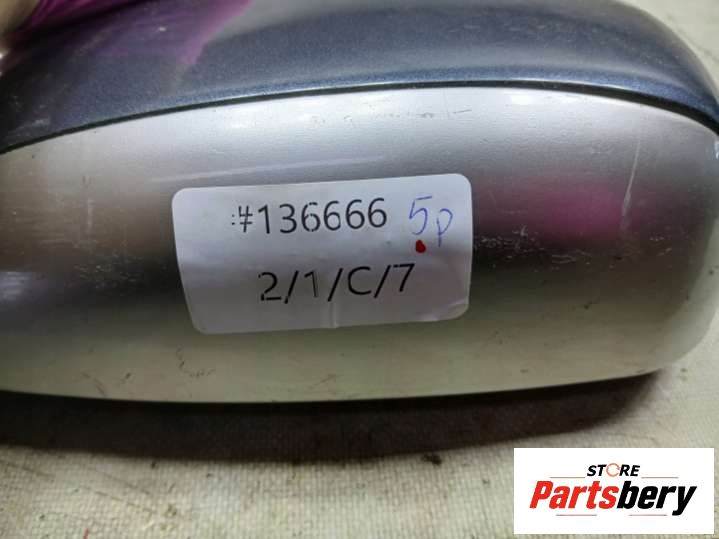 #136666 5p
2/1/C/7
STORE
Partsbery